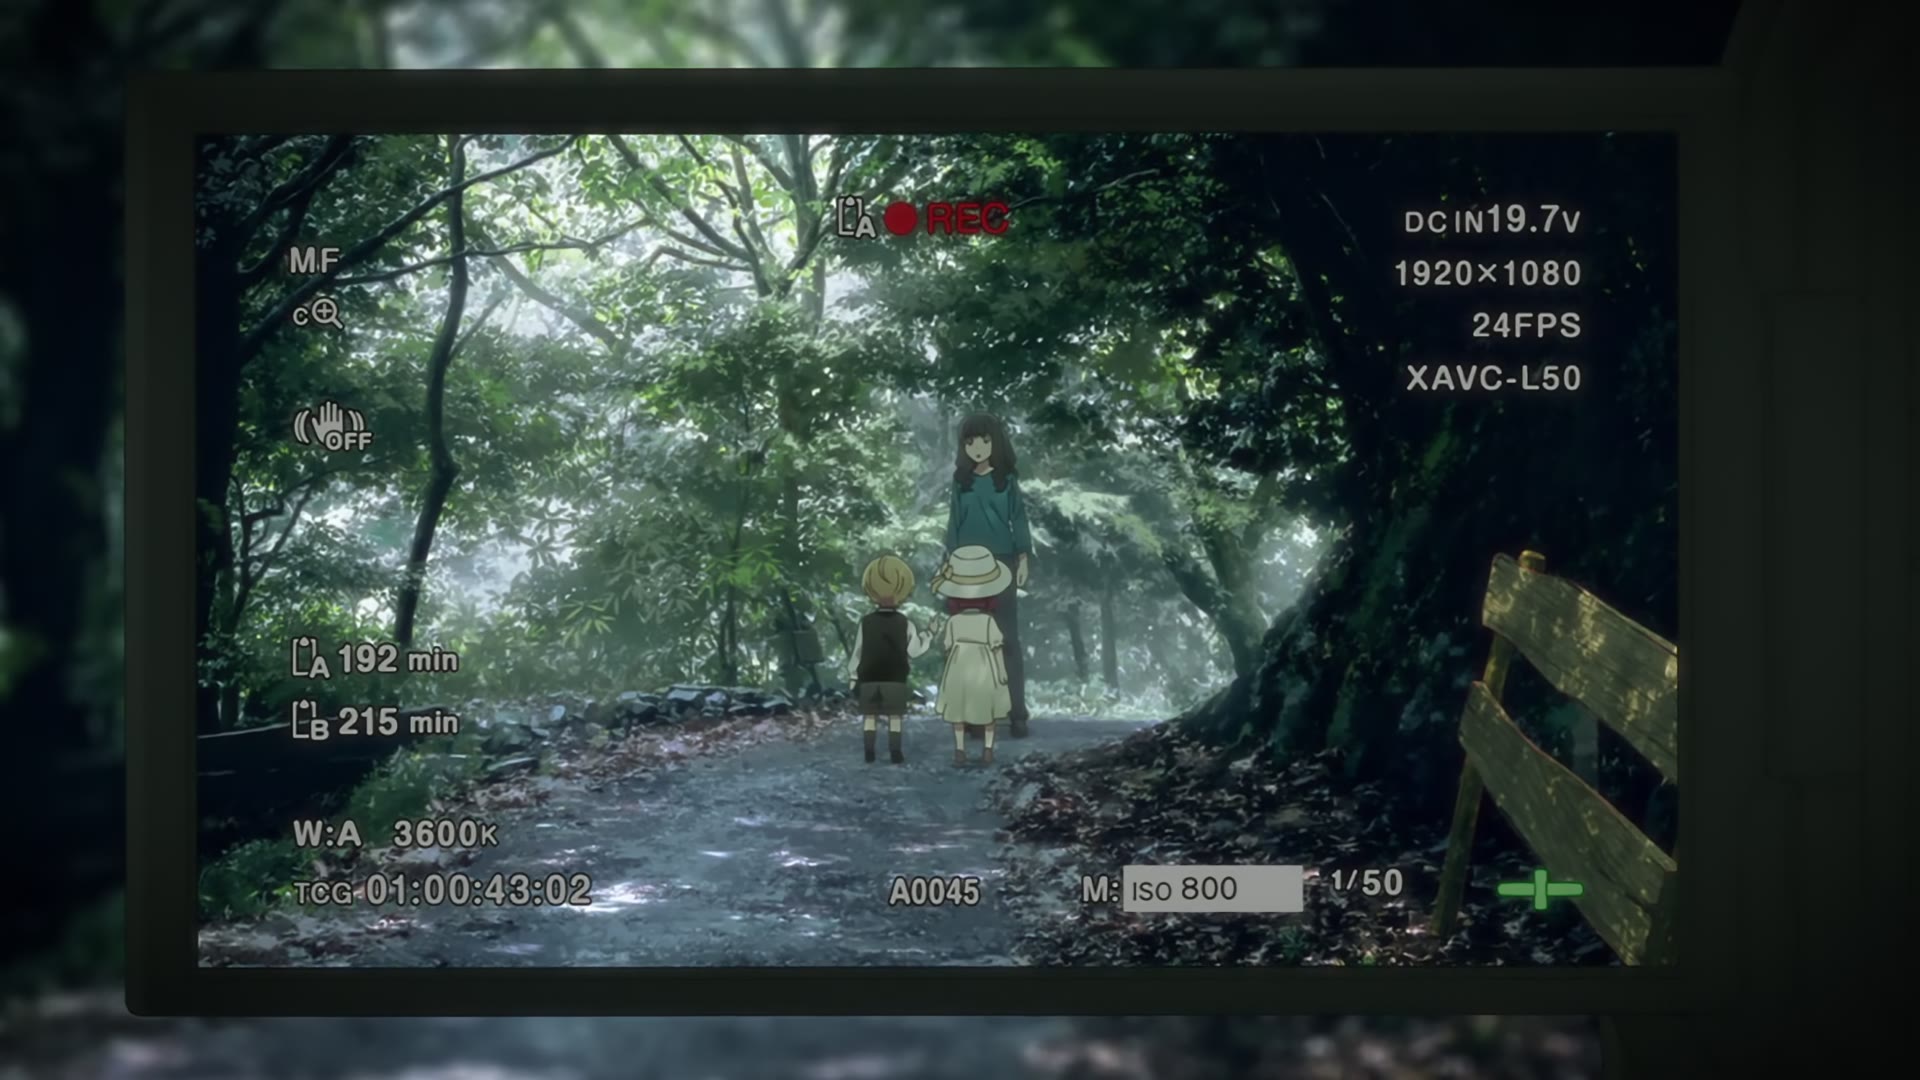 A REC
DC IN 19.7V
MF
1920×1080
C
24FPS
XAVC-L50
OFF
A 192 min
B 215 min
W:A 3600K
TCG 01:00:43:02
A0045
M: ISO 800
1/50